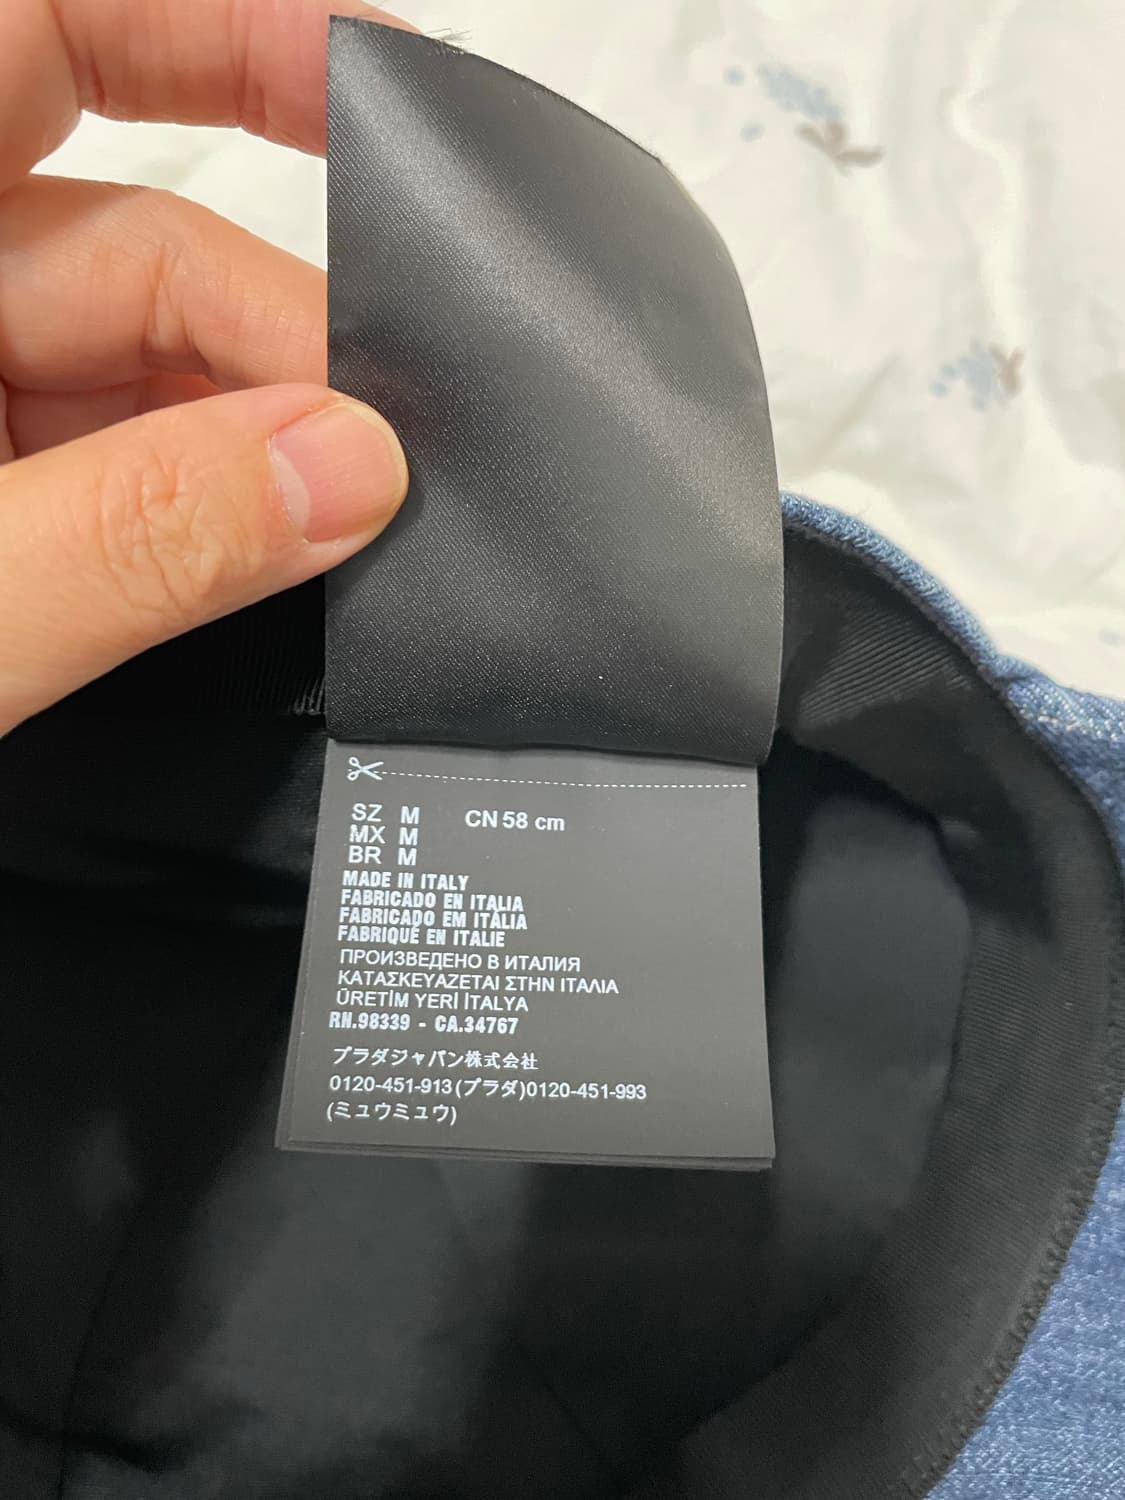 SZ M CN 58 cm
MX M
BR M
MADE IN ITALY
FABRICADO EN ITALIA
FABRICADO EM ITÁLIA
FABRIQUÉ EN ITALIE
ПРОИЗВЕДЕНО В ИТАЛИЯ
ΚΑΤΑΣΚΕΥΑΖΕΤΑΙ ΣΤΗΝ ΙΤΑΛΙΑ
ÜRETİM YERİ İTALYA
RN.98339 - CA.34767
プラダジャパン株式会社
0120-451-913(プラダ)0120-451-993
(ミュウミュウ)